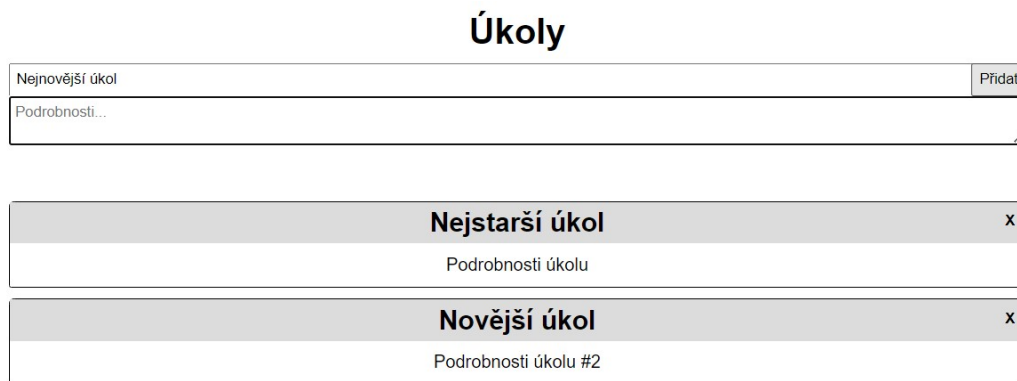 Úkoly
Nejnovější úkol
Přidat
Podrobnosti...
Nejstarší úkol
X
Podrobnosti úkolu
Novější úkol
X
Podrobnosti úkolu #2